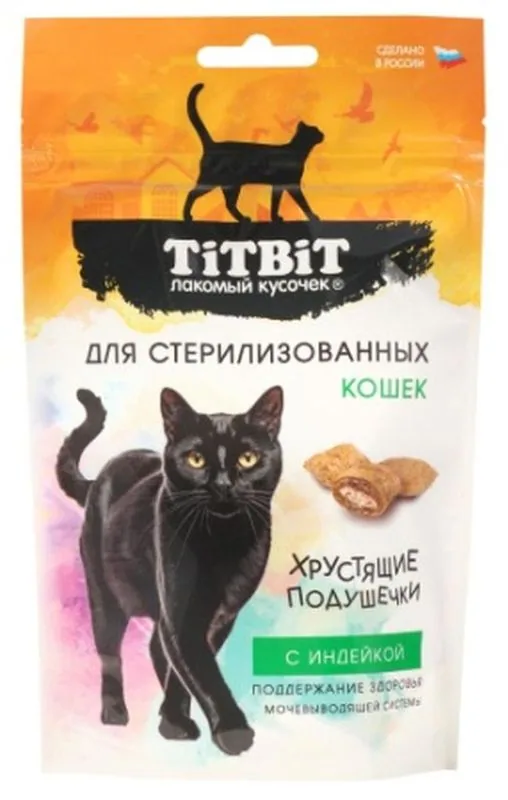 СДЕЛАНО
В РОССИИ
TiTBiT
лакомый кусочек®
ДЛЯ СТЕРИЛИЗОВАННЫХ
КОШЕК
ХРУСТЯЩИЕ
ПОДУШЕЧКИ
С ИНДЕЙКОЙ
ПОДДЕРЖАНИЕ ЗДОРОВЬЯ
МОЧЕВЫВОДЯЩЕЙ СИСТЕМЫ